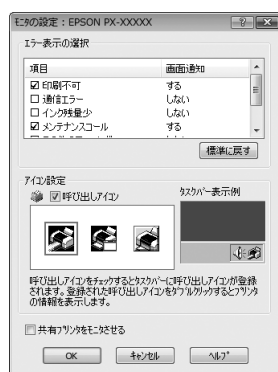 ﾓﾆﾀの設定：EPSON PX-XXXXX
エラー表示の選択
項目 画面通知
印刷不可 する
通信エラー しない
インク残量少 しない
メンテナンスコール する
標準に戻す
アイコン設定
呼び出しアイコン
タスクバー表示例
呼び出しアイコンをチェックするとタスクバーに呼び出しアイコンが登録
されます。登録された呼び出しアイコンをダブルクリックするとプリンタ
の情報を表示します。
共有プリンタをモニタさせる
OK
キャンセル
ヘルプ